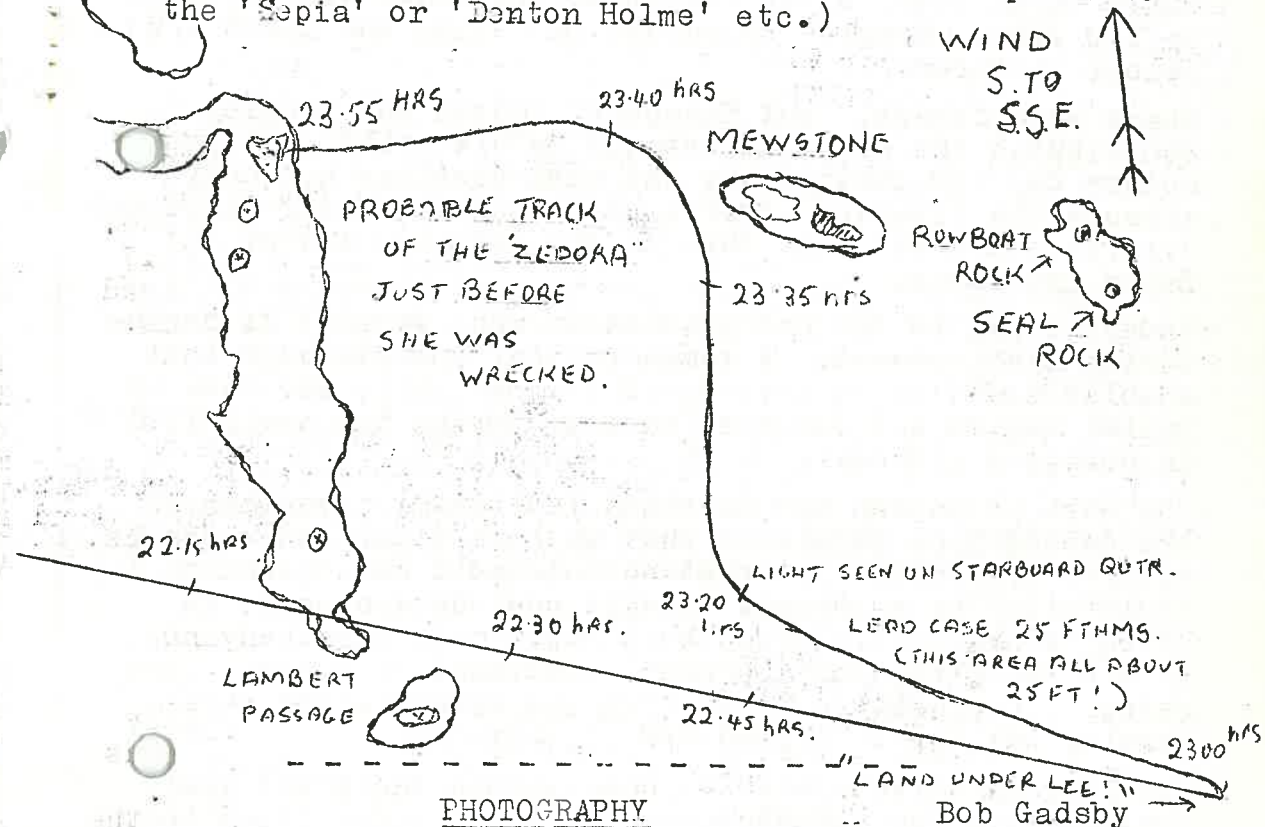 the 'Sepia' or 'Denton Holme' etc.)
WIND
S. TO
S.S.E.
23·55 HRS
23·40 hRS
MEWSTONE
PROBABLE TRACK
OF THE "ZEDORA"
JUST BEFORE
SHE WAS
WRECKED.
ROWBOAT
ROCK
23·35 hrs
SEAL
ROCK
22·15 hRS
LIGHT SEEN ON STARBOARD QUTR.
23·20
hrs
22·30 hRS.
LEAD CASE 25 FTHMS.
(THIS AREA ALL ABOUT
25FT!)
LAMBERT
PASSAGE
22·45 hRS.
2300 hRS
"LAND UNDER LEE!"
PHOTOGRAPHY
Bob Gadsby